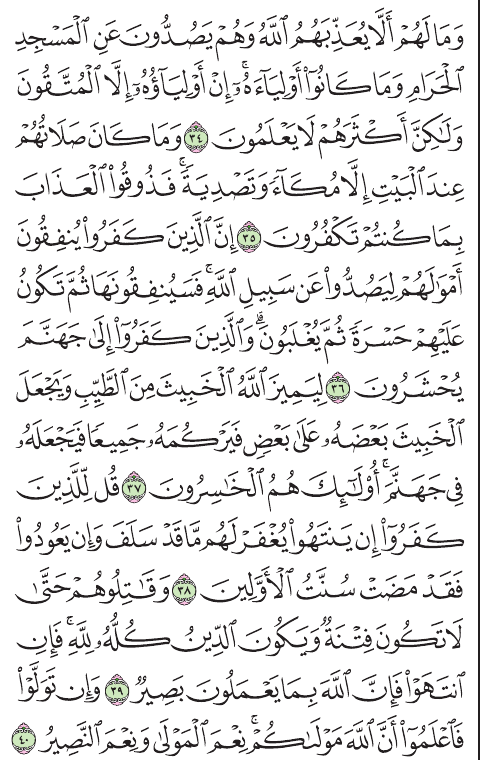 وَمَا لَهُمْ أَلَّا يُعَذِّبَهُمُ ٱللَّهُ وَهُمْ يَصُدُّونَ عَنِ ٱلْمَسْجِدِ
ٱلْحَرَامِ وَمَا كَانُوٓا۟ أَوْلِيَآءَهُۥٓ ۚ إِنْ أَوْلِيَآؤُهُۥٓ إِلَّا ٱلْمُتَّقُونَ
وَلَٰكِنَّ أَكْثَرَهُمْ لَا يَعْلَمُونَ ٣٤ وَمَا كَانَ صَلَاتُهُمْ
عِندَ ٱلْبَيْتِ إِلَّا مُكَآءً وَتَصْدِيَةً ۚ فَذُوقُوا۟ ٱلْعَذَابَ
بِمَا كُنتُمْ تَكْفُرُونَ ٣٥ إِنَّ ٱلَّذِينَ كَفَرُوا۟ يُنفِقُونَ
أَمْوَٰلَهُمْ لِيَصُدُّوا۟ عَن سَبِيلِ ٱللَّهِ ۚ فَسَيُنفِقُونَهَا ثُمَّ تَكُونُ
عَلَيْهِمْ حَسْرَةً ثُمَّ يُغْلَبُونَ ۗ وَٱلَّذِينَ كَفَرُوٓا۟ إِلَىٰ جَهَنَّمَ
يُحْشَرُونَ ٣٦ لِيَمِيزَ ٱللَّهُ ٱلْخَبِيثَ مِنَ ٱلطَّيِّبِ وَيَجْعَلَ
ٱلْخَبِيثَ بَعْضَهُۥ عَلَىٰ بَعْضٍ فَيَرْكُمَهُۥ جَمِيعًا فَيَجْعَلَهُۥ
فِى جَهَنَّمَ ۚ أُو۟لَٰٓئِكَ هُمُ ٱلْخَٰسِرُونَ ٣٧ قُل لِّلَّذِينَ
كَفَرُوٓا۟ إِن يَنتَهُوا۟ يُغْفَرْ لَهُم مَّا قَدْ سَلَفَ وَإِن يَعُودُوا۟
فَقَدْ مَضَتْ سُنَّتُ ٱلْأَوَّلِينَ ٣٨ وَقَٰتِلُوهُمْ حَتَّىٰ
لَا تَكُونَ فِتْنَةٌ وَيَكُونَ ٱلدِّينُ كُلُّهُۥ لِلَّهِ ۚ فَإِنِ
ٱنتَهَوْا۟ فَإِنَّ ٱللَّهَ بِمَا يَعْمَلُونَ بَصِيرٌ ٣٩ وَإِن تَوَلَّوْا۟
فَٱعْلَمُوٓا۟ أَنَّ ٱللَّهَ مَوْلَىٰكُمْ ۚ نِعْمَ ٱلْمَوْلَىٰ وَنِعْمَ ٱلنَّصِيرُ ٤٠